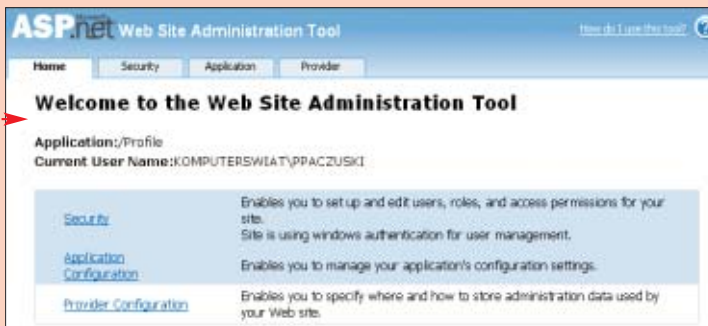 Microsoft
ASP.net Web Site Administration Tool
How do I use this tool? ?
Home Security Application Provider
Welcome to the Web Site Administration Tool
Application:/Profile
Current User Name:KOMPUTERSWIAT\PPACZUSKI
Security
Enables you to set up and edit users, roles, and access permissions for your
site.
Site is using windows authentication for user management.
Application
Configuration
Enables you to manage your application's configuration settings.
Provider Configuration
Enables you to specify where and how to store administration data used by
your Web site.